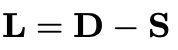 L = D − S